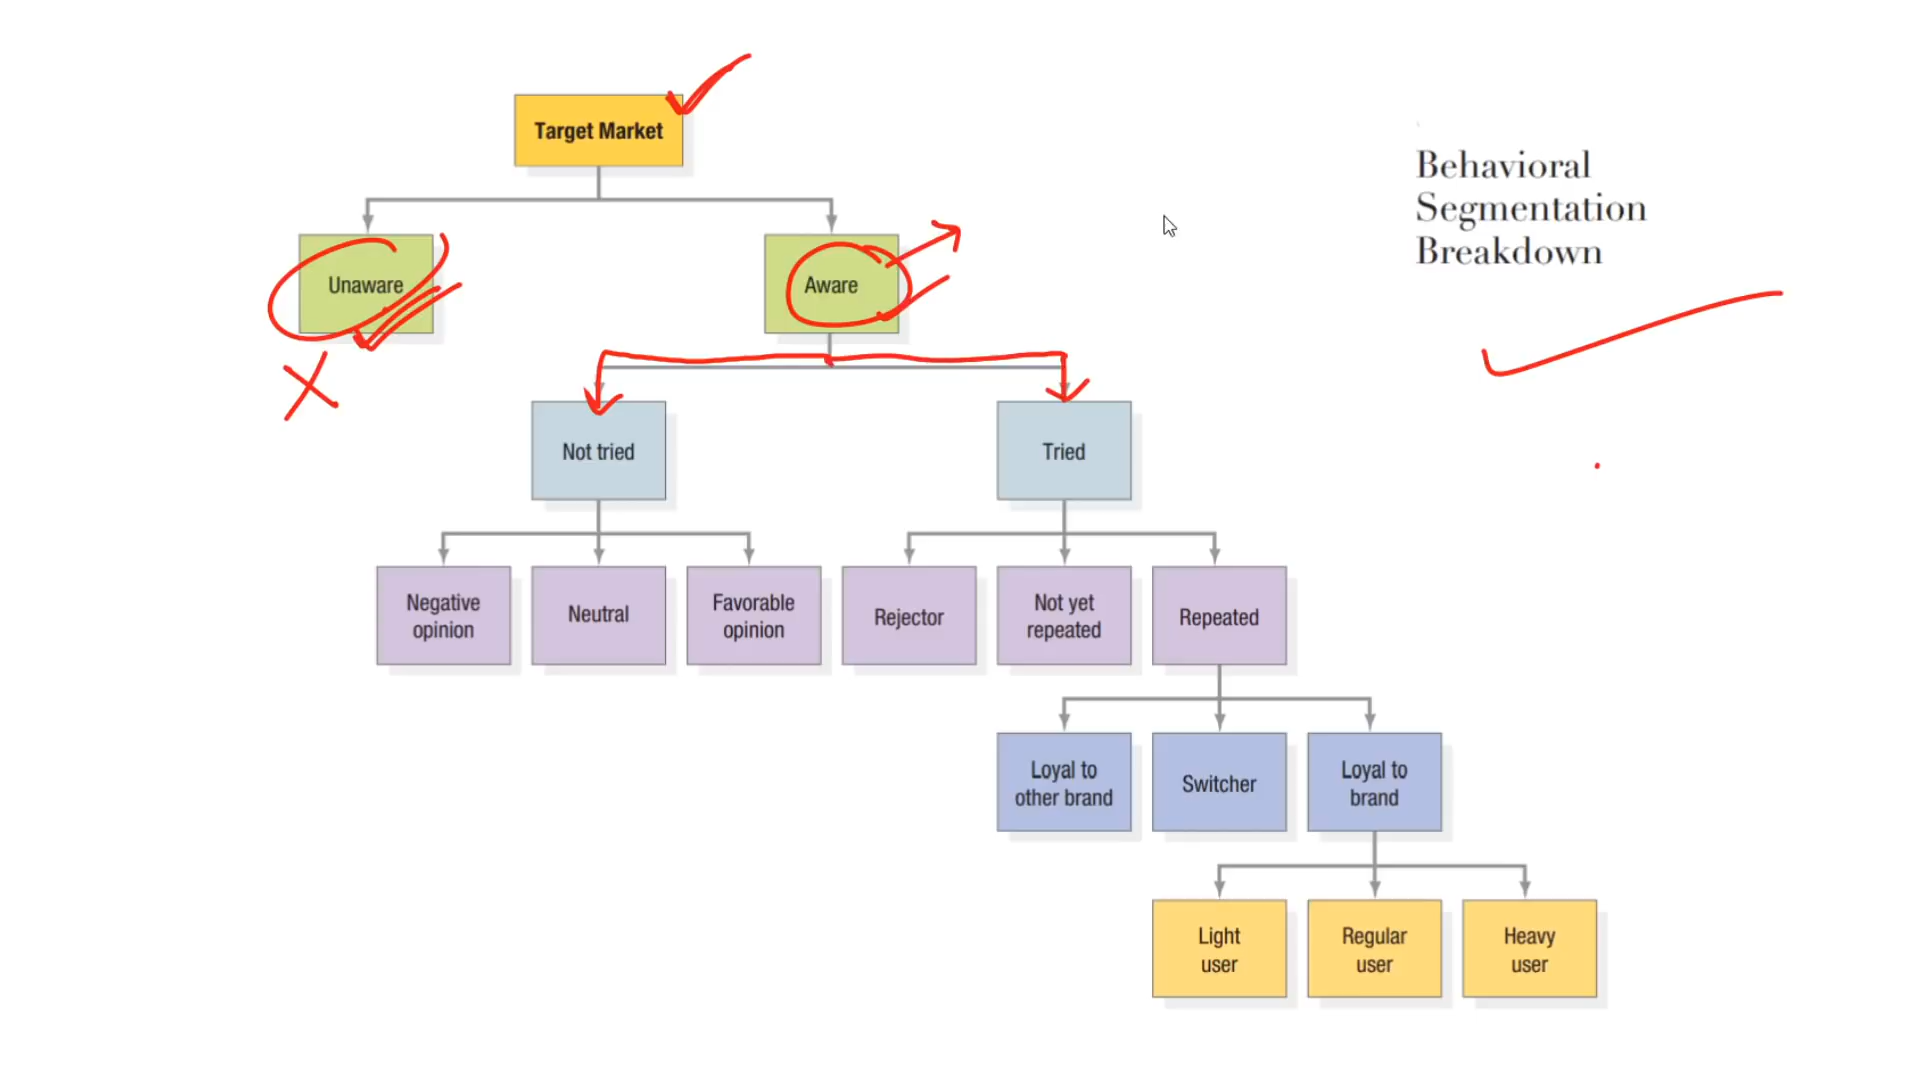 Target Market
Behavioral
Segmentation
Breakdown
Unaware
Aware
Not tried
Tried
Negative
opinion
Neutral
Favorable
opinion
Rejector
Not yet
repeated
Repeated
Loyal to
other brand
Switcher
Loyal to
brand
Light
user
Regular
user
Heavy
user